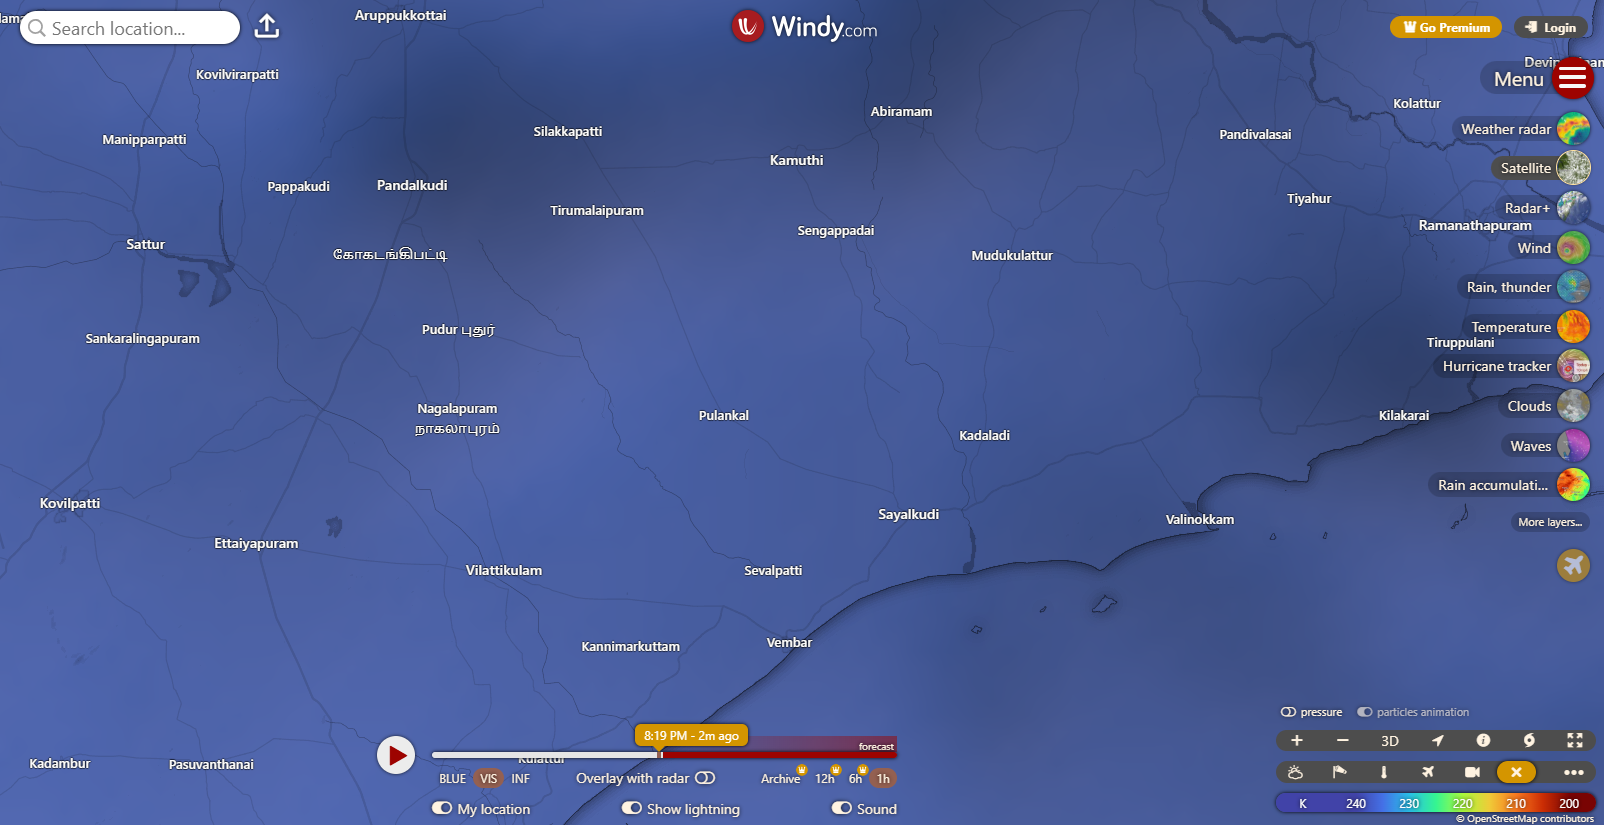 Aruppukkottai
Search location...
Windy.com
Go Premium
Login
Kovilvirarpatti
Menu
Kolattur
Abiramam
Weather radar
Silakkapatti
Pandivalasai
Manipparpatti
Kamuthi
Satellite
Pappakudi
Pandalkudi
Tiyahur
Radar+
Tirumalaipuram
Ramanathapuram
Sengappadai
Sattur
Wind
கோகடங்கிபட்டி
Mudukulattur
Rain, thunder
Pudur புதுர்
Temperature
Sankaralingapuram
Tiruppulani
Hurricane tracker
Nagalapuram
நாகலாபுரம்
Clouds
Pulankal
Kilakarai
Kadaladi
Waves
Rain accumulati...
Kovilpatti
Sayalkudi
Valinokkam
More layers...
Ettaiyapuram
Vilattikulam
Sevalpatti
Kannimarkuttam
Vembar
pressure
particles animation
8:19 PM - 2m ago
forecast
3D
Kadambur
Pasuvanthanai
Kulattur
BLUE VIS INF
Overlay with radar
Archive 12h 6h 1h
My location
Show lightning
Sound
K 240 230 220 210 200
© OpenStreetMap contributors